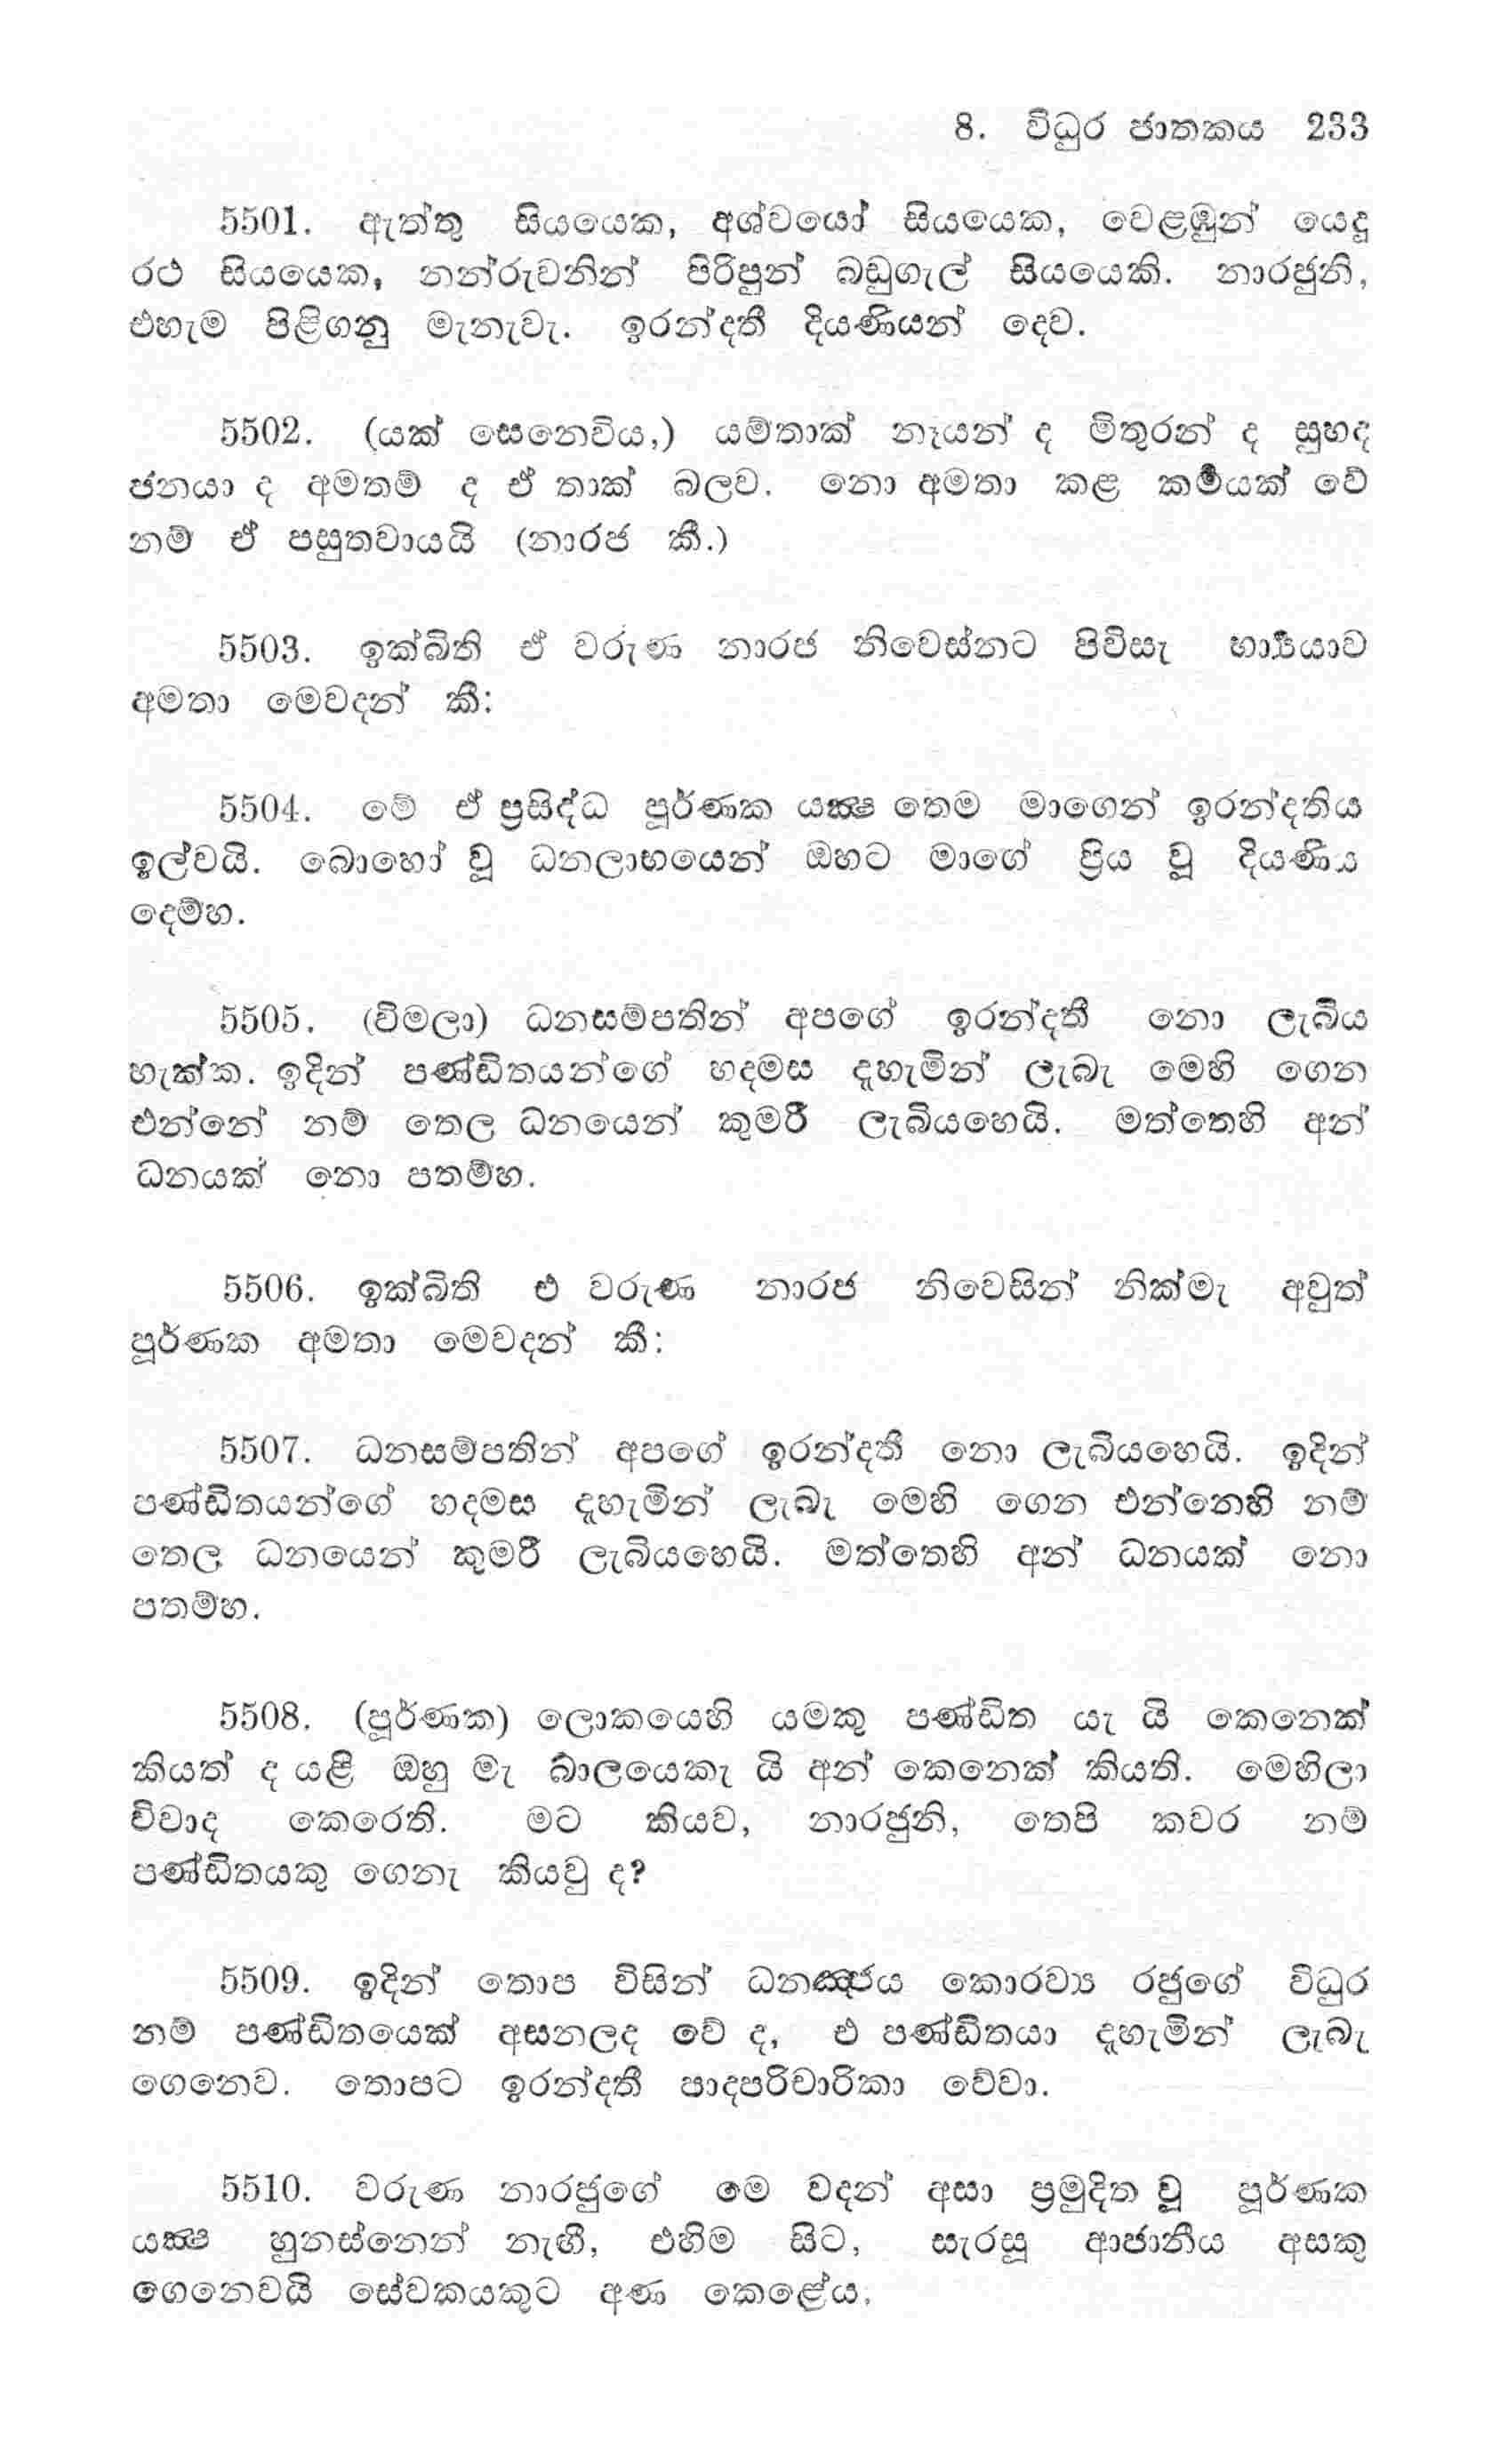 8. විධුර ජාතකය 233
5501. ඇත්තු සියයෙක, අශ්වයෝ සියයෙක, වෙළඹුන් යෙදූ
රථ සියයෙක, නන්රුවනින් පිරිපුන් බඩුගැල් සියයෙකි. නාරජුනි,
එහැම පිළිගනු මැනැවැ. ඉරන්දතී දියණියන් දෙව.
5502. (යක් සෙනෙවිය,) යම්තාක් නෑයන් ද මිතුරන් ද සුහද
ජනයා ද අමතම් ද ඒ තාක් බලව. නො අමතා කළ කර්‍මයක් වේ
නම් ඒ පසුතවායයි (නාරජ කී.)
5503. ඉක්බිති ඒ වරුණ නාරජ නිවෙස්නට පිවිසැ භාර්‍ය්‍යාව
අමතා මෙවදන් කී:
5504. මේ ඒ ප්‍රසිද්ධ පූර්ණක යක්‍ෂ තෙම මාගෙන් ඉරන්දතිය
ඉල්වයි. බොහෝ වූ ධනලාභයෙන් ඔහට මාගේ ප්‍රිය වූ දියණිය
දෙම්හ.
5505. (විමලා) ධනසම්පතින් අපගේ ඉරන්දතී නො ලැබිය
හැක්ක. ඉදින් පණ්ඩිතයන්ගේ හදමස දැහැමින් ලැබැ මෙහි ගෙන
එන්නේ නම් තෙල ධනයෙන් කුමරී ලැබියහෙයි. මත්තෙහි අන්
ධනයක් නො පතම්හ.
5506. ඉක්බිති එ වරුණ නාරජ නිවෙසින් නික්මැ අවුත්
පූර්ණක අමතා මෙවදන් කී:
5507. ධනසම්පතින් අපගේ ඉරන්දතී නො ලැබියහෙයි. ඉදින්
පණ්ඩිතයන්ගේ හදමස දැහැමින් ලැබැ මෙහි ගෙන එන්නෙහි නම්
තෙල ධනයෙන් කුමරී ලැබියහෙයි. මත්තෙහි අන් ධනයක් නො
පතම්හ.
5508. (පූර්ණක) ලොකයෙහි යමකු පණ්ඩිත යැ යි කෙනෙක්
කියත් ද යළි ඔහු මැ බාලයෙකැ යි අන් කෙනෙක් කියති. මෙහිලා
විවාද කෙරෙති. මට කියව, නාරජුනි, තෙපි කවර නම්
පණ්ඩිතයකු ගෙනැ කියවු ද?
5509. ඉදින් තොප විසින් ධනඤ්ජය කොරව්‍ය රජුගේ විධුර
නම් පණ්ඩිතයෙක් අසනලද වේ ද, එ පණ්ඩිතයා දැහැමින් ලැබැ
ගෙනෙව. තොපට ඉරන්දතී පාදපරිචාරිකා වේවා.
5510. වරුණ නාරජුගේ මෙ වදන් අසා ප්‍රමුදිත වූ පූර්ණක
යක්‍ෂ හුනස්නෙන් නැඟී, එහිම සිට, සැරසූ ආජානීය අසකු
ගෙනෙවයි සේවකයකුට අණ කෙළේය.